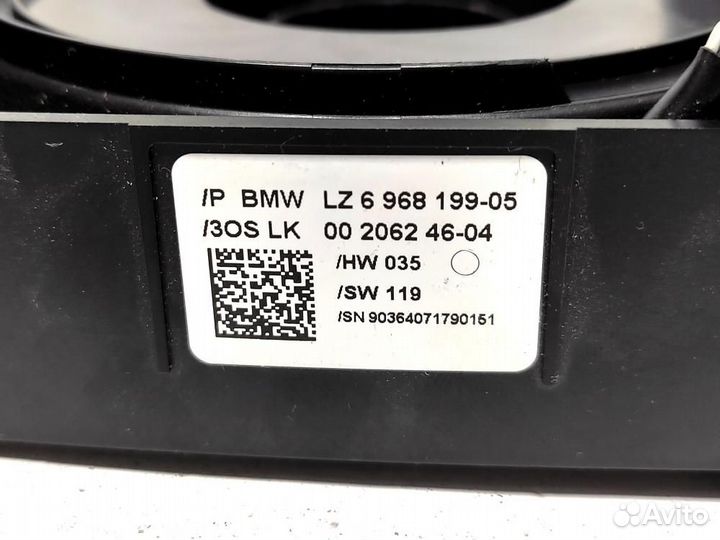 /P BMW LZ 6 968 199-05
/3OS LK 00 2062 46-04
/HW 035
/SW 119
/SN 90364071790151
Avito